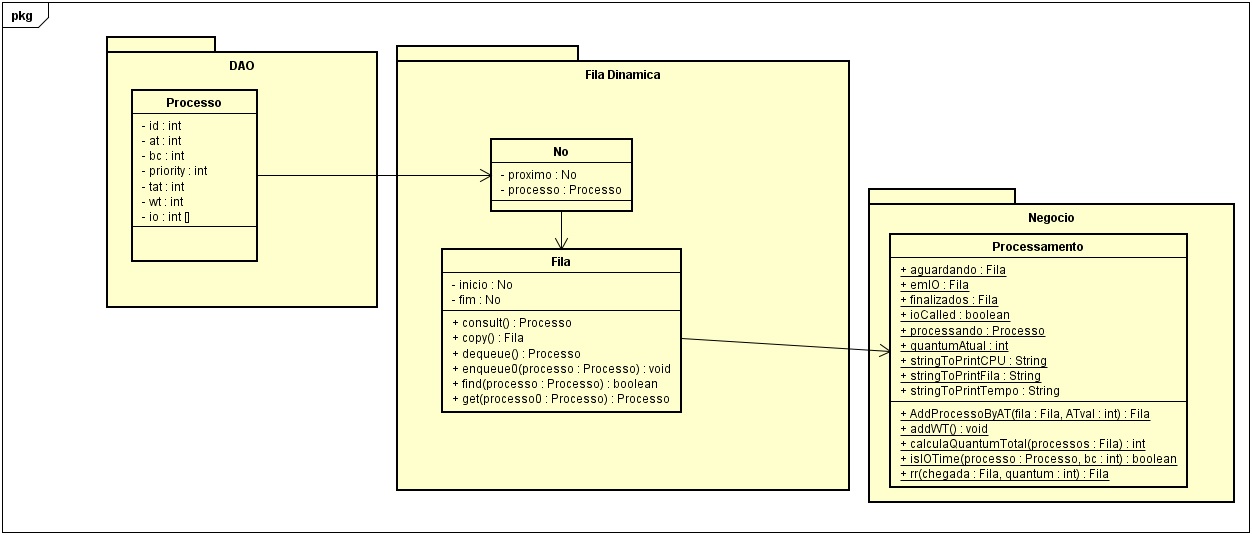 pkg
DAO
Processo
- id : int
- at : int
- bc : int
- priority : int
- tat : int
- wt : int
- io : int []
Fila Dinamica
No
- proximo : No
- processo : Processo
Fila
- inicio : No
- fim : No
+ consult() : Processo
+ copy() : Fila
+ dequeue() : Processo
+ enqueue0(processo : Processo) : void
+ find(processo : Processo) : boolean
+ get(processo0 : Processo) : Processo
Negocio
Processamento
+ aguardando : Fila
+ emIO : Fila
+ finalizados : Fila
+ ioCalled : boolean
+ processando : Processo
+ quantumAtual : int
+ stringToPrintCPU : String
+ stringToPrintFila : String
+ stringToPrintTempo : String
+ AddProcessoByAT(fila : Fila, ATval : int) : Fila
+ addWT() : void
+ calculaQuantumTotal(processos : Fila) : int
+ isIOTime(processo : Processo, bc : int) : boolean
+ rr(chegada : Fila, quantum : int) : Fila